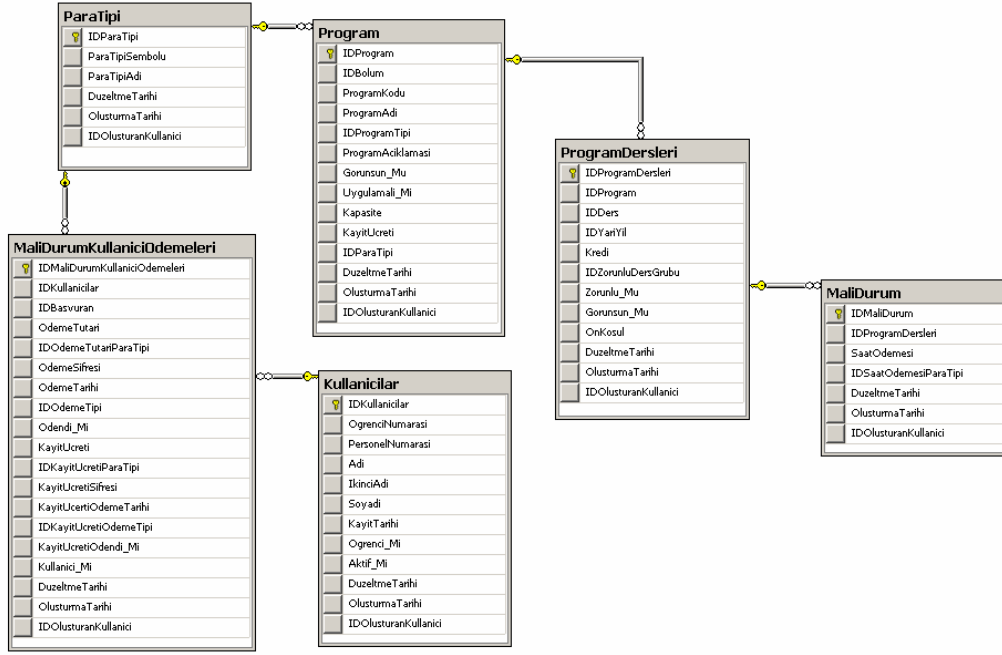 ParaTipi
IDParaTipi
ParaTipiSembolu
ParaTipiAdi
DuzeltmeTarihi
OlusturmaTarihi
IDOlusturanKullanici
Program
IDProgram
IDBolum
ProgramKodu
ProgramAdi
IDProgramTipi
ProgramAciklamasi
Gorunsun_Mu
Uygulamali_Mi
Kapasite
KayitUcreti
IDParaTipi
DuzeltmeTarihi
OlusturmaTarihi
IDOlusturanKullanici
ProgramDersleri
IDProgramDersleri
IDProgram
IDDers
IDYariYil
Kredi
IDZorunluDersGrubu
Zorunlu_Mu
Gorunsun_Mu
OnKosul
DuzeltmeTarihi
OlusturmaTarihi
IDOlusturanKullanici
MaliDurum
IDMaliDurum
IDProgramDersleri
SaatOdemesi
IDSaatOdemesiParaTipi
DuzeltmeTarihi
OlusturmaTarihi
IDOlusturanKullanici
MaliDurumKullaniciOdemeleri
IDMaliDurumKullaniciOdemeleri
IDKullanicilar
IDBasvuran
OdemeTutari
IDOdemeTutariParaTipi
OdemeSifresi
OdemeTarihi
IDOdemeTipi
Odendi_Mi
KayitUcreti
IDKayitUcretiParaTipi
KayitUcretiSifresi
KayitUcertiOdemeTarihi
IDKayitUcretiOdemeTipi
KayitUcretiOdendi_Mi
Kullanici_Mi
DuzeltmeTarihi
OlusturmaTarihi
IDOlusturanKullanici
Kullanicilar
IDKullanicilar
OgrenciNumarasi
PersonelNumarasi
Adi
IkinciAdi
Soyadi
KayitTarihi
Ogrenci_Mi
Aktif_Mi
DuzeltmeTarihi
OlusturmaTarihi
IDOlusturanKullanici